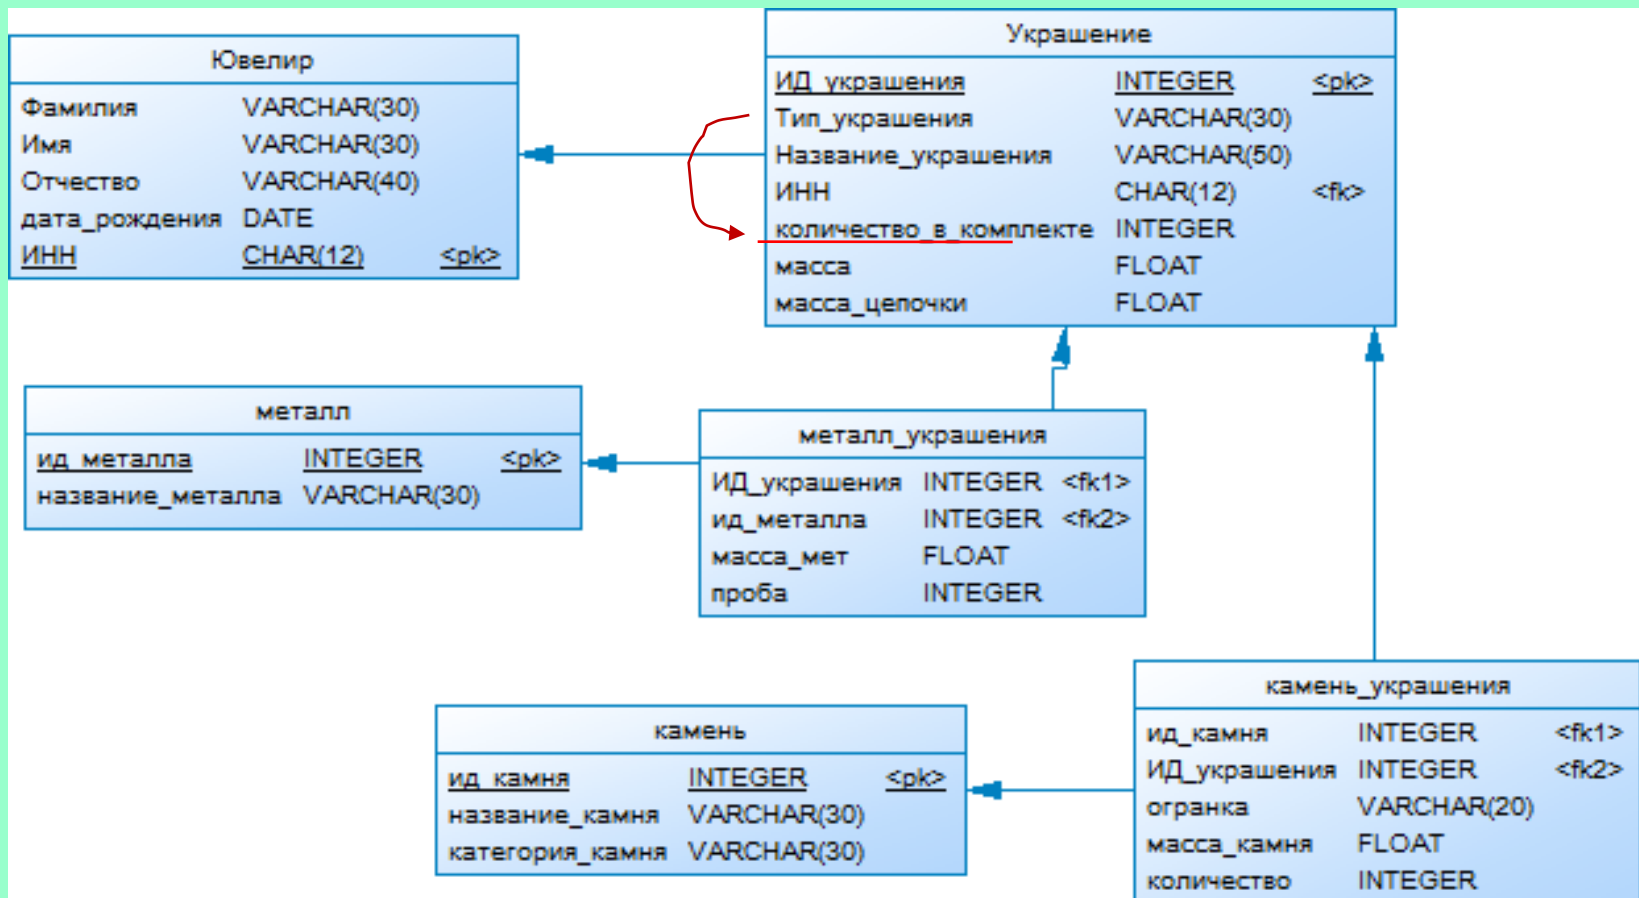 Ювелир
Фамилия VARCHAR(30)
Имя VARCHAR(30)
Отчество VARCHAR(40)
дата_рождения DATE
ИНН CHAR(12) <pk>
Украшение
ИД_украшения INTEGER <pk>
Тип_украшения VARCHAR(30)
Название_украшения VARCHAR(50)
ИНН CHAR(12) <fk>
количество_в_комплекте INTEGER
масса FLOAT
масса_цепочки FLOAT
металл
ид_металла INTEGER <pk>
название_металла VARCHAR(30)
металл_украшения
ИД_украшения INTEGER <fk1>
ид_металла INTEGER <fk2>
масса_мет FLOAT
проба INTEGER
камень
ид_камня INTEGER <pk>
название_камня VARCHAR(30)
категория_камня VARCHAR(30)
камень_украшения
ид_камня INTEGER <fk1>
ИД_украшения INTEGER <fk2>
огранка VARCHAR(20)
масса_камня FLOAT
количество INTEGER